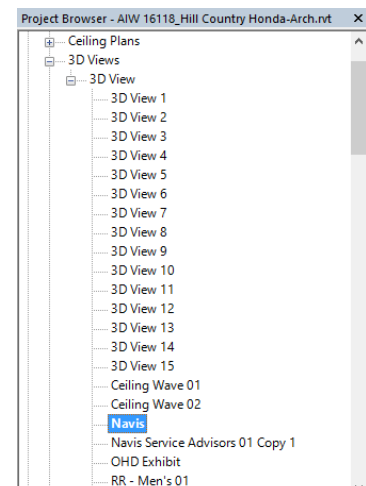 Project Browser - AIW 16118_Hill Country Honda-Arch.rvt
Ceiling Plans
3D Views
3D View
3D View 1
3D View 2
3D View 3
3D View 4
3D View 5
3D View 6
3D View 7
3D View 8
3D View 9
3D View 10
3D View 11
3D View 12
3D View 13
3D View 14
3D View 15
Ceiling Wave 01
Ceiling Wave 02
Navis
Navis Service Advisors 01 Copy 1
OHD Exhibit
RR - Men's 01